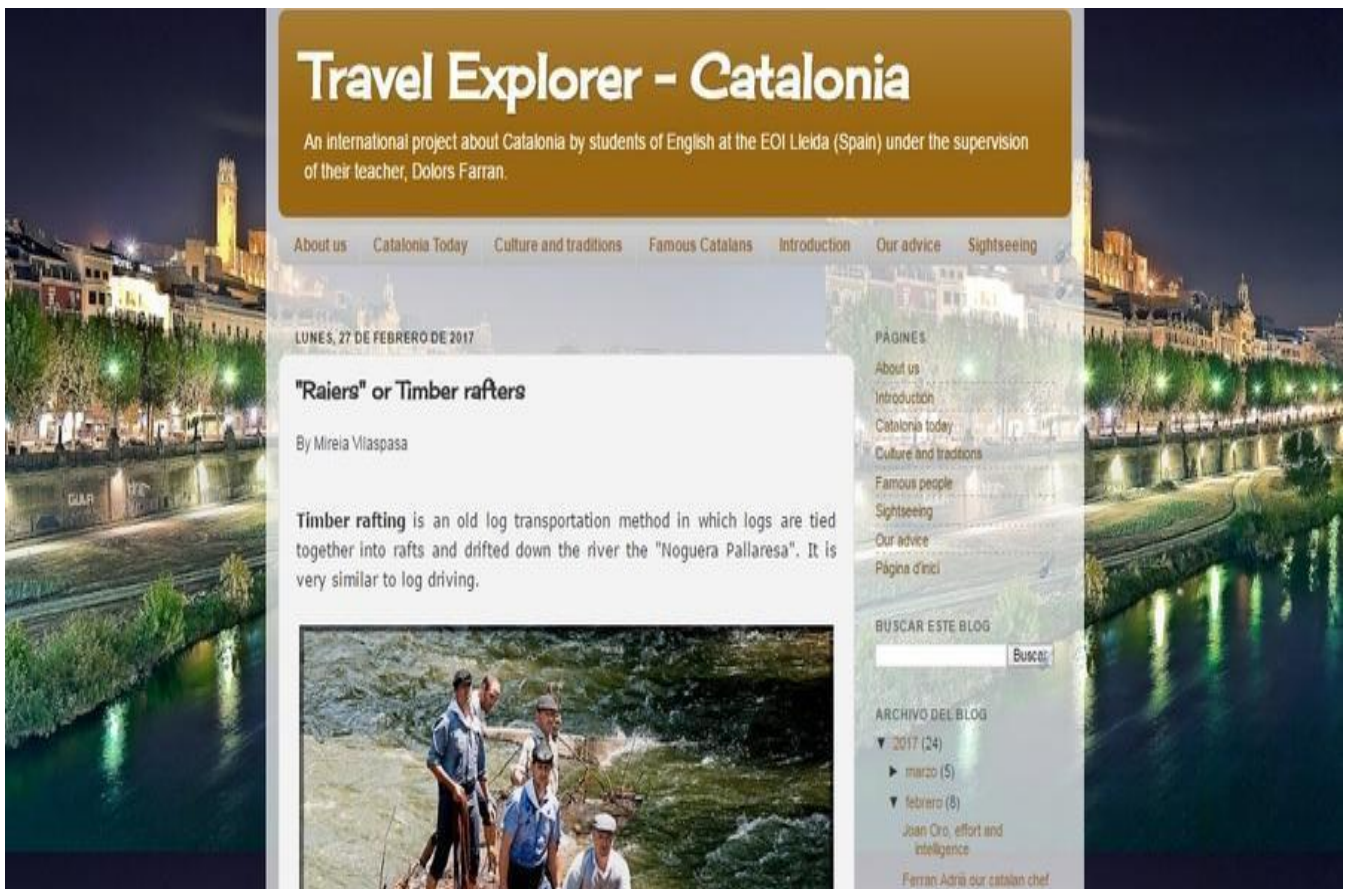 Travel Explorer - Catalonia
An international project about Catalonia by students of English at the EOI Lleida (Spain) under the supervision
of their teacher, Dolors Farran.
About us Catalonia Today Culture and traditions Famous Catalans Introduction Our advice Sightseeing
LUNES, 27 DE FEBRERO DE 2017
"Raiers" or Timber rafters
By Mireia Vilaspasa
Timber rafting is an old log transportation method in which logs are tied
together into rafts and drifted down the river the "Noguera Pallaresa". It is
very similar to log driving.
PÀGINES
About us
Introduction
Catalonia today
Culture and traditions
Famous people
Sightseeing
Our advice
Pàgina d'inici
BUSCAR ESTE BLOG
Buscar
ARCHIVO DEL BLOG
▼ 2017 (24)
► marzo (5)
▼ febrero (8)
Joan Oro, effort and
intelligence
Ferran Adrià our catalan chef